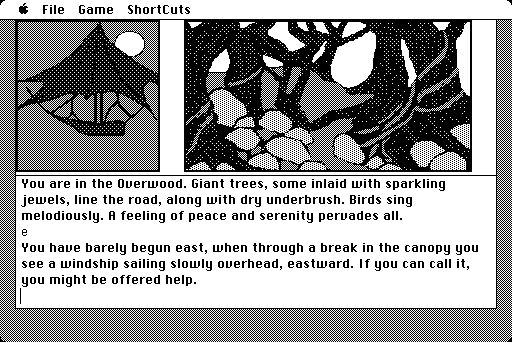 File Game ShortCuts
You are in the Overwood. Giant trees, some inlaid with sparkling
jewels, line the road, along with dry underbrush. Birds sing
melodiously. A feeling of peace and serenity pervades all.
e
You have barely begun east, when through a break in the canopy you
see a windship sailing slowly overhead, eastward. If you can call it,
you might be offered help.